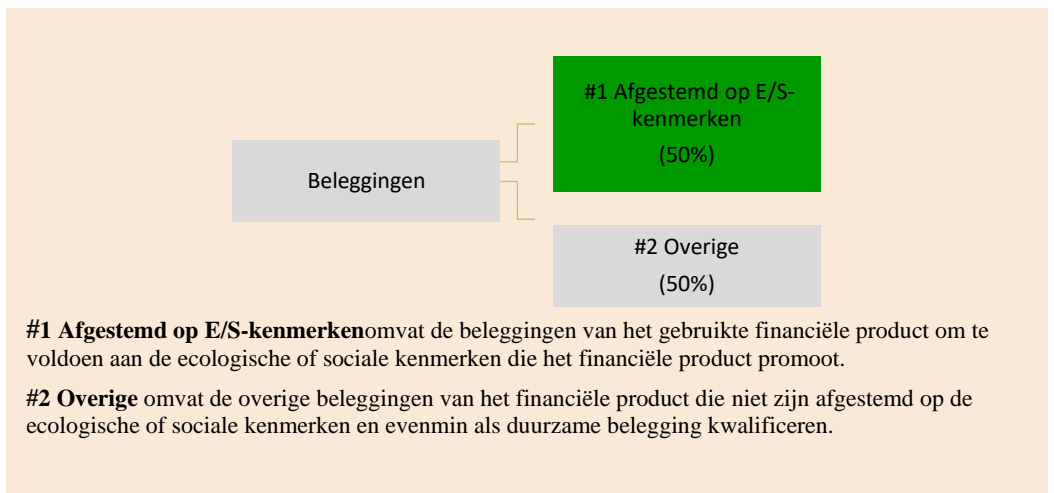 #1 Afgestemd op E/S-
kenmerken
(50%)
Beleggingen
#2 Overige
(50%)
#1 Afgestemd op E/S-kenmerkenomvat de beleggingen van het gebruikte financiële product om te
voldoen aan de ecologische of sociale kenmerken die het financiële product promoot.
#2 Overige omvat de overige beleggingen van het financiële product die niet zijn afgestemd op de
ecologische of sociale kenmerken en evenmin als duurzame belegging kwalificeren.